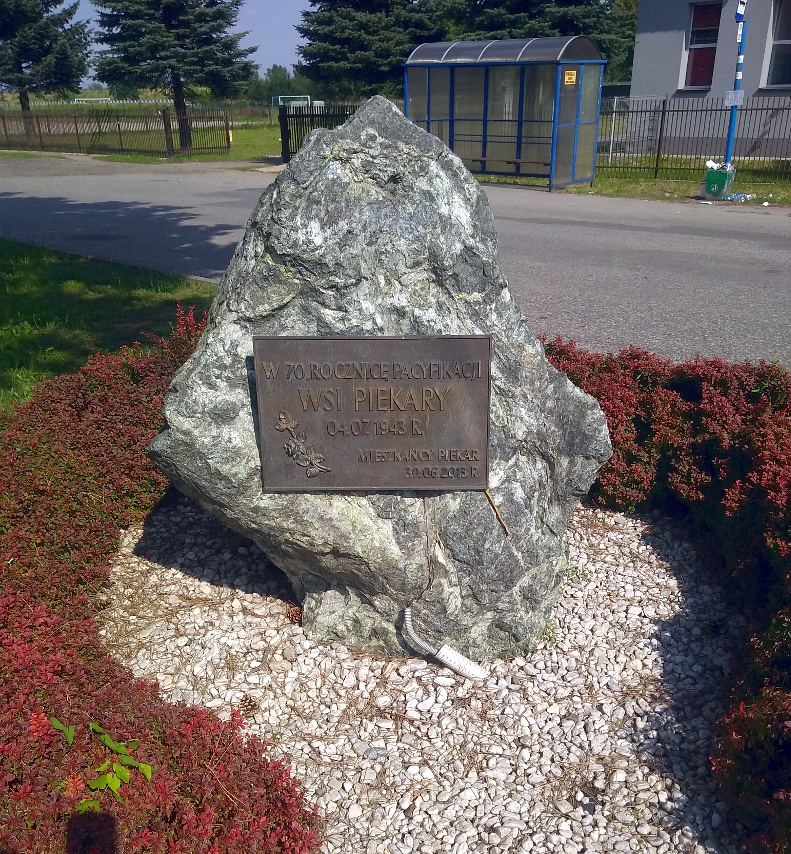 W 70. ROCZNICĘ PACYFIKACJI
WSI PIEKARY
04.07.1943 R.
MIESZKAŃCY PIEKAR
30.06.2013 R.